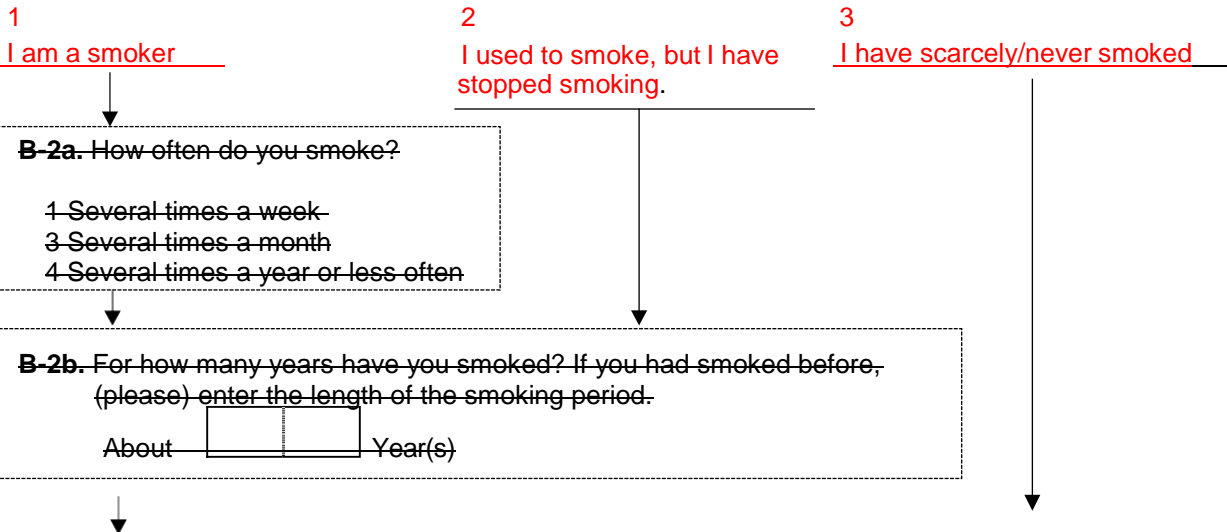 1
I am a smoker
2
I used to smoke, but I have
stopped smoking.
3
I have scarcely/never smoked
B-2a. How often do you smoke?
1 Several times a week
3 Several times a month
4 Several times a year or less often
B-2b. For how many years have you smoked? If you had smoked before,
(please) enter the length of the smoking period.
About Year(s)